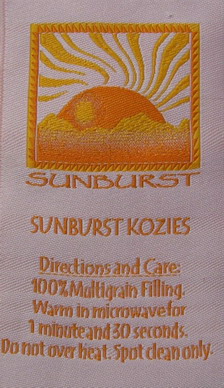 SUNBURST
SUNBURST KOZIES
Directions and Care:
100% Multigrain Filling.
Warm in microwave for
1 minute and 30 seconds.
Do not over heat. Spot clean only.